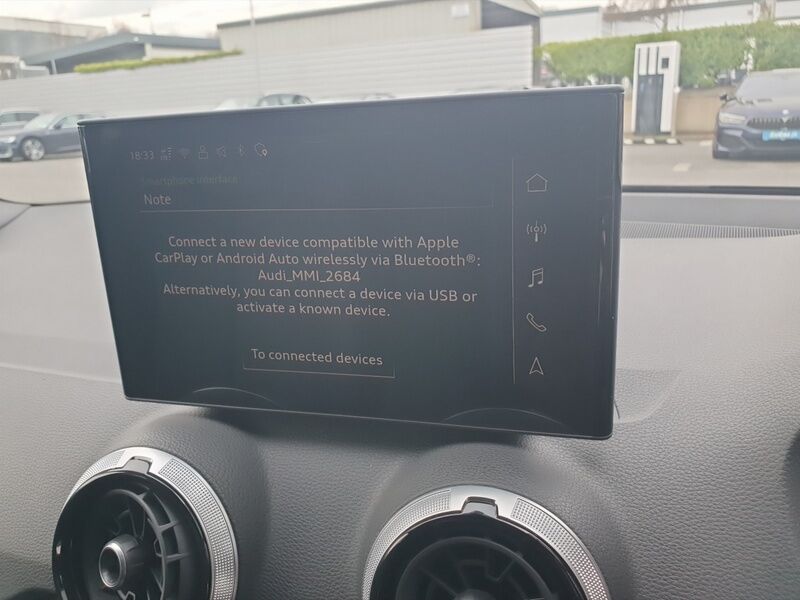 18:33
Smartphone interface
Note
Connect a new device compatible with Apple
CarPlay or Android Auto wirelessly via Bluetooth®:
Audi_MMI_2684
Alternatively, you can connect a device via USB or
activate a known device.
To connected devices